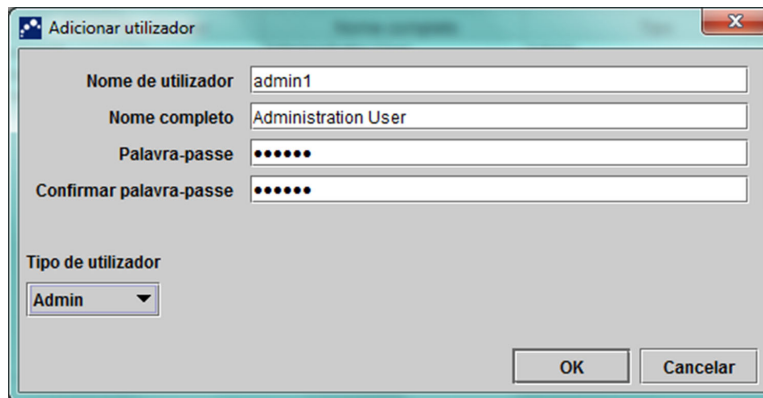 Adicionar utilizador
Nome de utilizador admin1
Nome completo Administration User
Palavra-passe ●●●●●●
Confirmar palavra-passe ●●●●●●
Tipo de utilizador
Admin
OK Cancelar